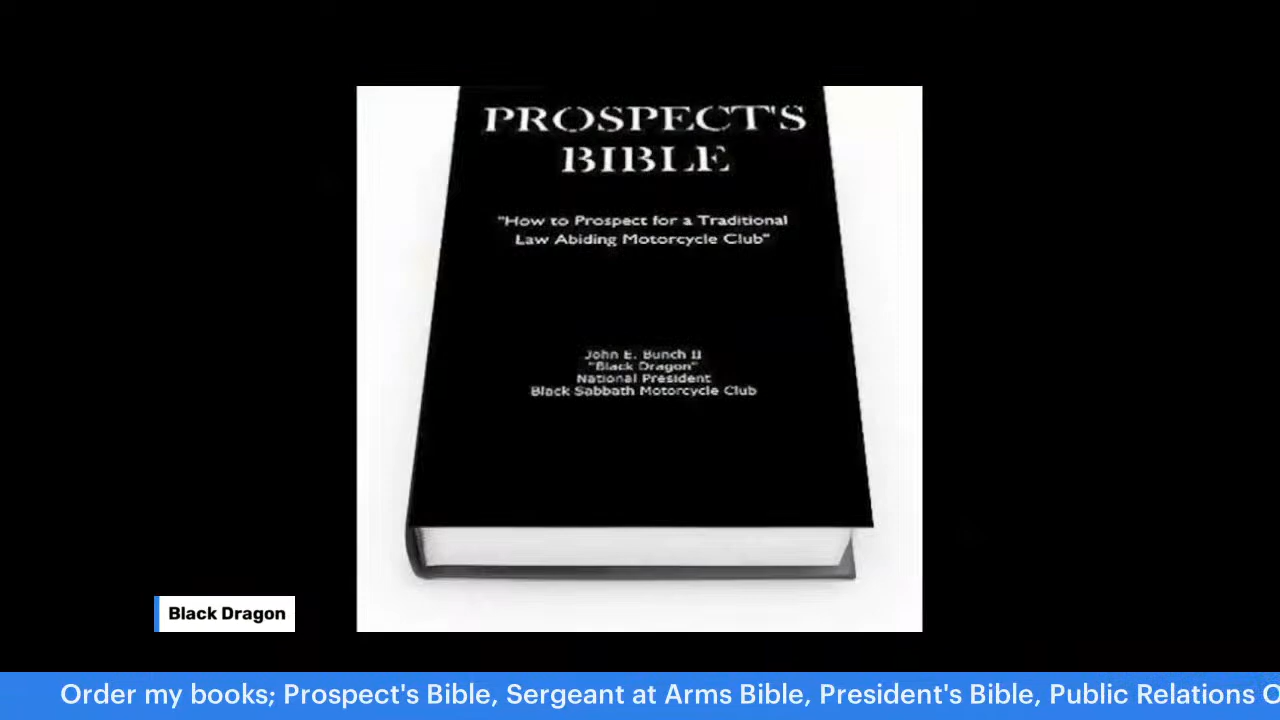 PROSPECT'S
BIBLE
"How to Prospect for a Traditional
Law Abiding Motorcycle Club"
John E. Bunch II
"Black Dragon"
National President
Black Sabbath Motorcycle Club
Black Dragon
Order my books; Prospect's Bible, Sergeant at Arms Bible, President's Bible, Public Relations